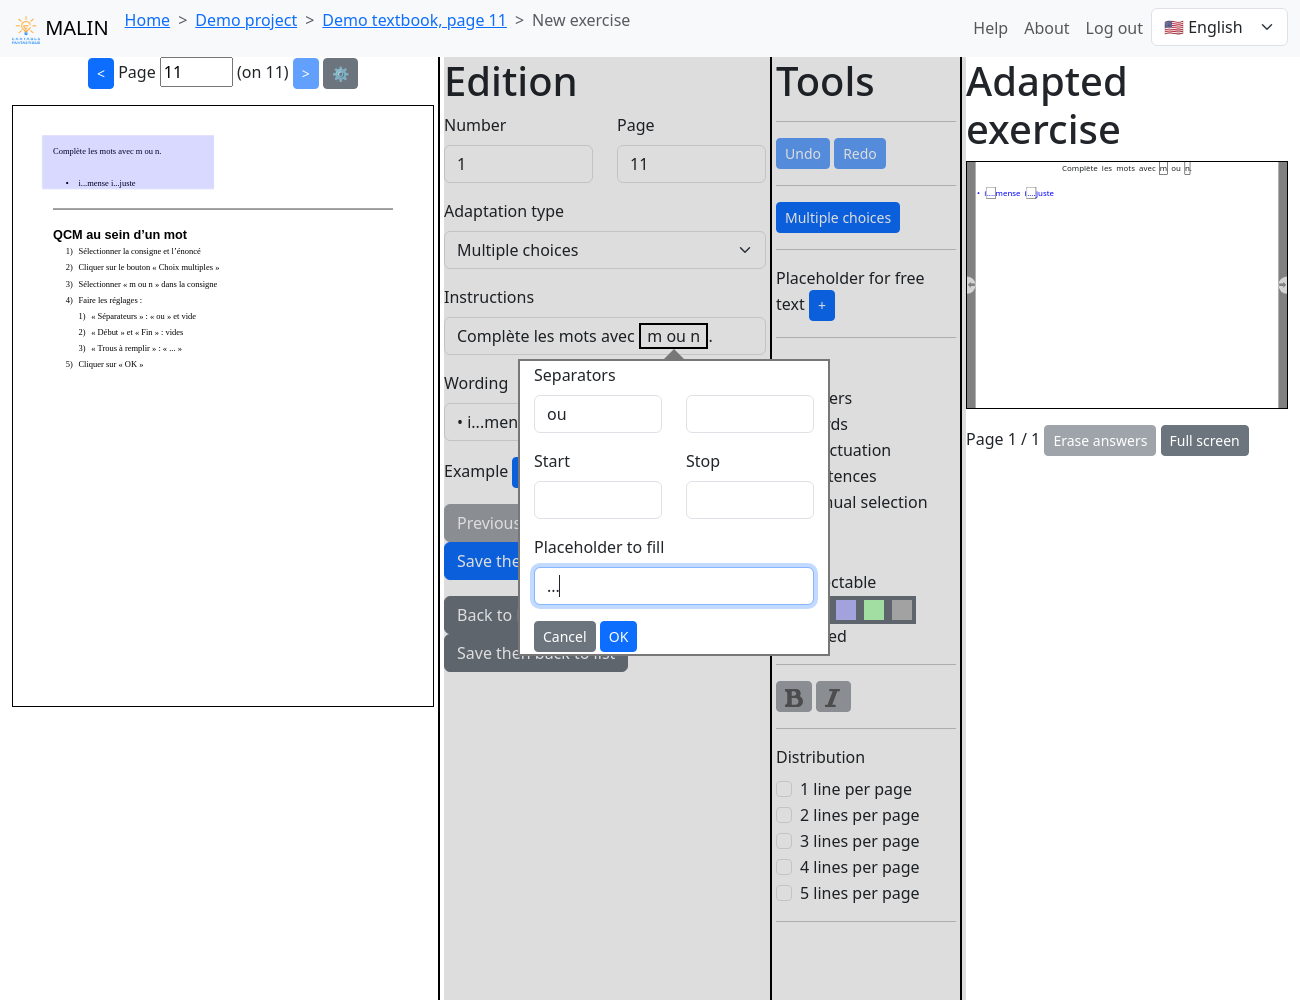 MALIN
Home > Demo project > Demo textbook, page 11 > New exercise
Help About Log out 🇺🇸 English
< Page 11 (on 11) > ⚙️
Complète les mots avec m ou n.
• i...mense i...juste
QCM au sein d’un mot
1) Sélectionner la consigne et l’énoncé
2) Cliquer sur le bouton « Choix multiples »
3) Sélectionner « m ou n » dans la consigne
4) Faire les réglages :
1) « Séparateurs » : « ou » et vide
2) « Début » et « Fin » : vides
3) « Trous à remplir » : « ... »
5) Cliquer sur « OK »
Edition
Number Page
1 11
Adaptation type
Multiple choices
Instructions
Complète les mots avec m ou n .
Wording
• i...men
Example
Previous
Save the
Back to
Save then back to list
Separators
ou
Start Stop
Placeholder to fill
...
Cancel OK
Tools
Undo Redo
Multiple choices
Placeholder for free
text +
ers
ds
ctuation
tences
nual selection
ctable
ed
B I
Distribution
1 line per page
2 lines per page
3 lines per page
4 lines per page
5 lines per page
Adapted
exercise
Complète les mots avec m ou n.
• i...mense i...juste
Page 1 / 1 Erase answers Full screen